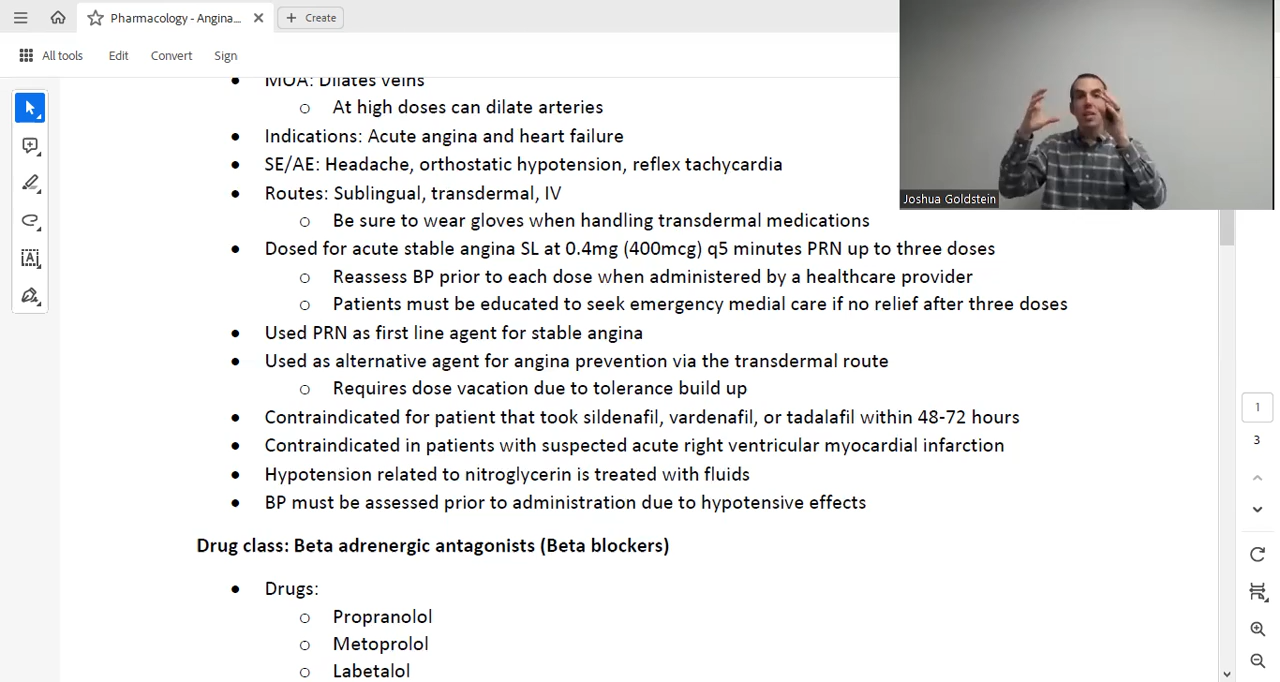 Pharmacology - Angina...
Create
All tools
Edit
Convert
Sign
Joshua Goldstein
• MOA: Dilates veins
o At high doses can dilate arteries
• Indications: Acute angina and heart failure
• SE/AE: Headache, orthostatic hypotension, reflex tachycardia
• Routes: Sublingual, transdermal, IV
o Be sure to wear gloves when handling transdermal medications
• Dosed for acute stable angina SL at 0.4mg (400mcg) q5 minutes PRN up to three doses
o Reassess BP prior to each dose when administered by a healthcare provider
o Patients must be educated to seek emergency medial care if no relief after three doses
• Used PRN as first line agent for stable angina
• Used as alternative agent for angina prevention via the transdermal route
o Requires dose vacation due to tolerance build up
• Contraindicated for patient that took sildenafil, vardenafil, or tadalafil within 48-72 hours
• Contraindicated in patients with suspected acute right ventricular myocardial infarction
• Hypotension related to nitroglycerin is treated with fluids
• BP must be assessed prior to administration due to hypotensive effects
Drug class: Beta adrenergic antagonists (Beta blockers)
• Drugs:
o Propranolol
o Metoprolol
o Labetalol
1
3